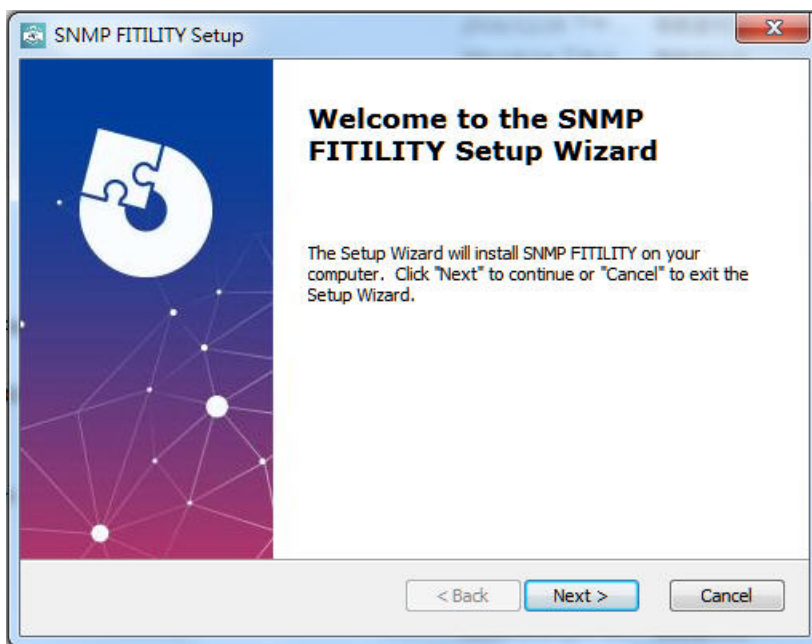 SNMP FITILITY Setup
Welcome to the SNMP
FITILITY Setup Wizard
The Setup Wizard will install SNMP FITILITY on your
computer. Click "Next" to continue or "Cancel" to exit the
Setup Wizard.
< Back
Next >
Cancel